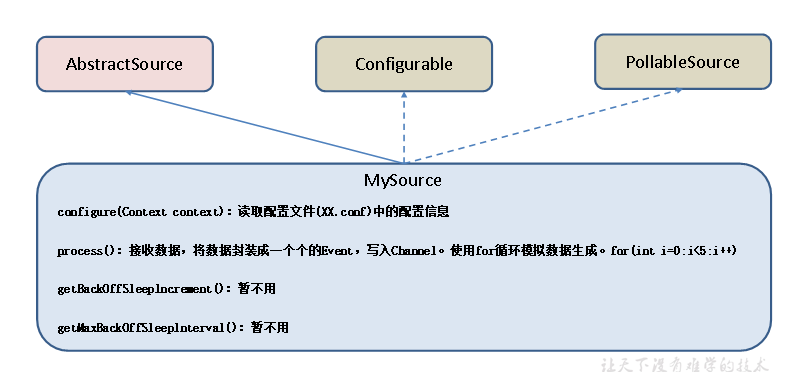 AbstractSource
Configurable
PollableSource
MySource
configure(Context context)：读取配置文件(XX.conf)中的配置信息
process()：接收数据，将数据封装成一个个的Event，写入Channel。使用for循环模拟数据生成。for(int i=0;i<5;i++)
getBackOffSleepIncrement()：暂不用
getMaxBackOffSleepInterval()：暂不用
让天下没有难学的技术